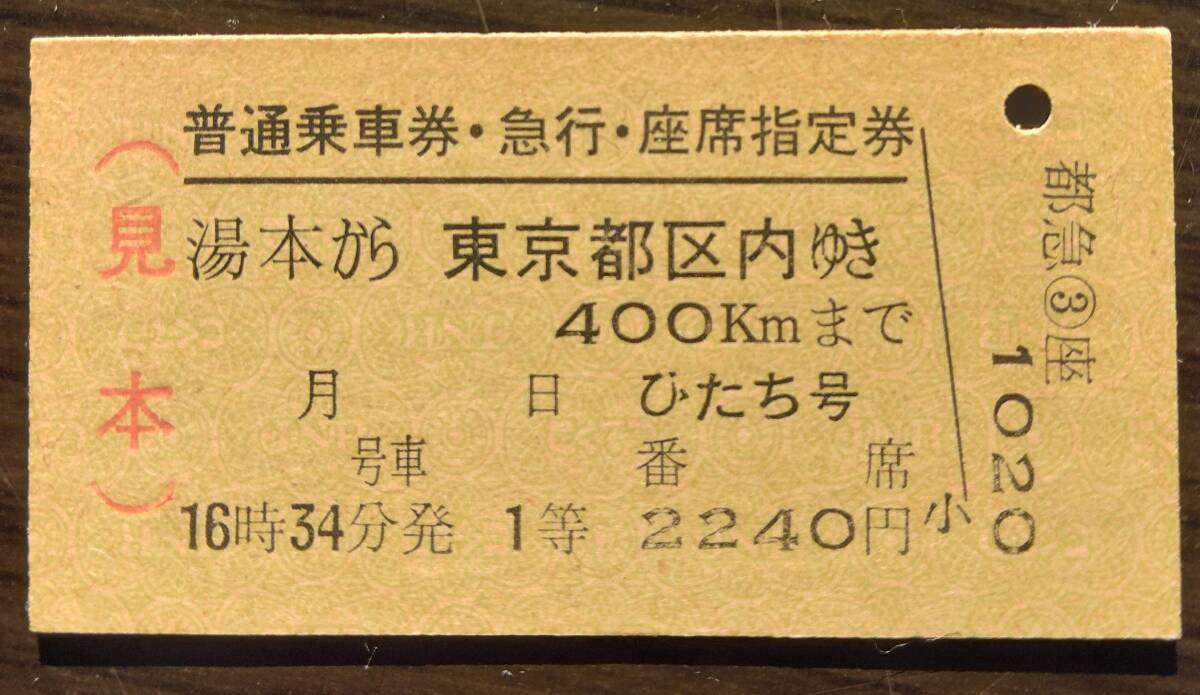 （見本）
普通乗車券・急行・座席指定券
湯本から 東京都区内ゆき
400Kmまで
月 日 ひたち号
号車 番 席
16時34分発 1等 2240円
小
都急③座
1020